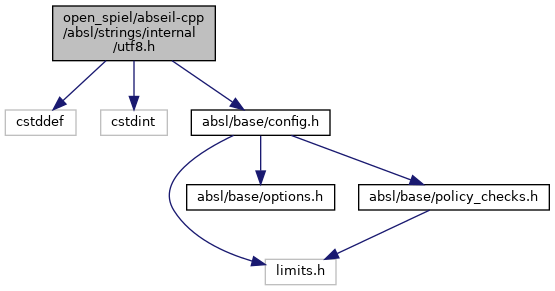 open_spiel/abseil-cpp
/absl/strings/internal
/utf8.h
cstddef
cstdint
absl/base/config.h
absl/base/options.h
absl/base/policy_checks.h
limits.h